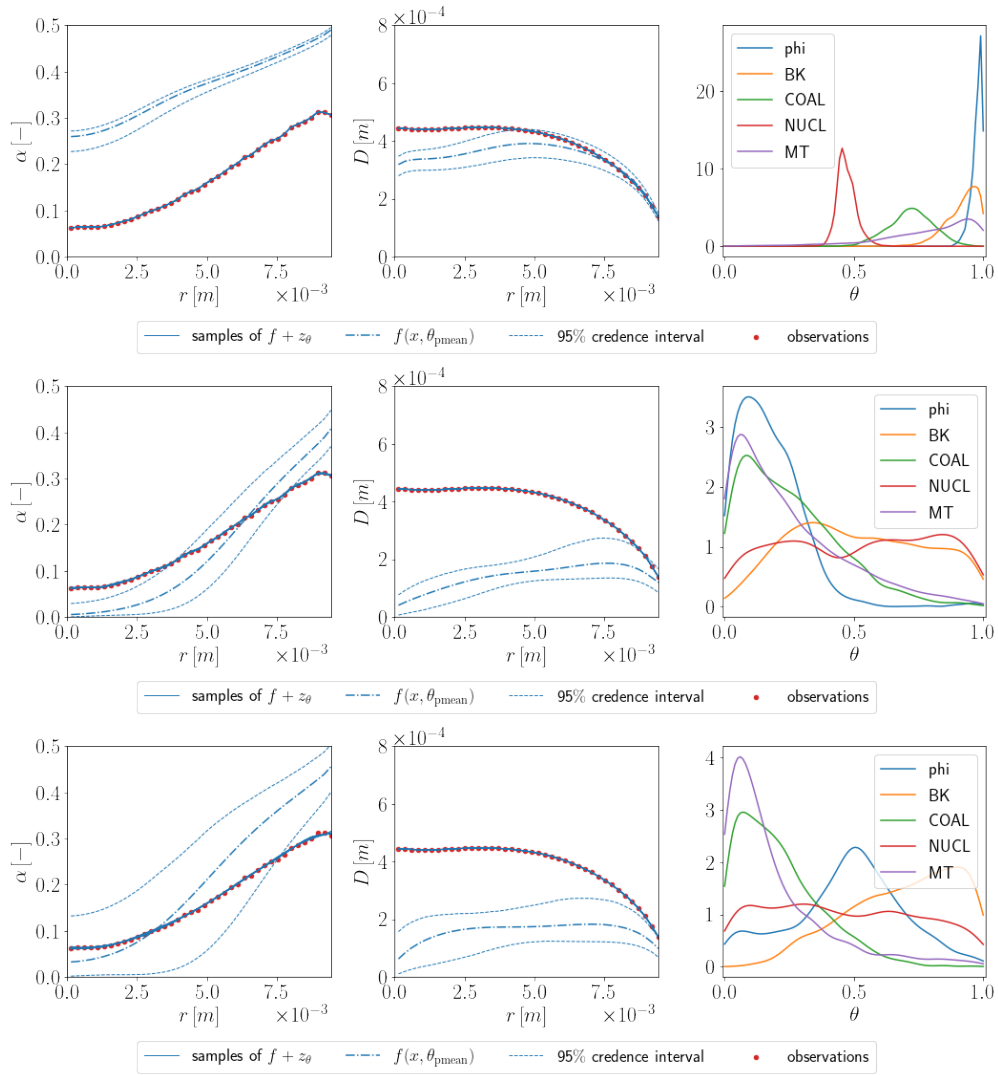 α [−]
0.5
0.4
0.3
0.2
0.1
0.0
0.0 2.5 5.0 7.5
r [m] ×10⁻³
×10⁻⁴
D [m]
8
6
4
2
0
0.0 2.5 5.0 7.5
r [m] ×10⁻³
20
10
0
phi
BK
COAL
NUCL
MT
0.0 0.5 1.0
θ
samples of f + z_θ f(x, θ_pmean) 95% credence interval observations
α [−]
0.5
0.4
0.3
0.2
0.1
0.0
0.0 2.5 5.0 7.5
r [m] ×10⁻³
×10⁻⁴
D [m]
8
6
4
2
0
0.0 2.5 5.0 7.5
r [m] ×10⁻³
3
2
1
0
phi
BK
COAL
NUCL
MT
0.0 0.5 1.0
θ
samples of f + z_θ f(x, θ_pmean) 95% credence interval observations
α [−]
0.5
0.4
0.3
0.2
0.1
0.0
0.0 2.5 5.0 7.5
r [m] ×10⁻³
×10⁻⁴
D [m]
8
6
4
2
0
0.0 2.5 5.0 7.5
r [m] ×10⁻³
4
3
2
1
0
phi
BK
COAL
NUCL
MT
0.0 0.5 1.0
θ
samples of f + z_θ f(x, θ_pmean) 95% credence interval observations